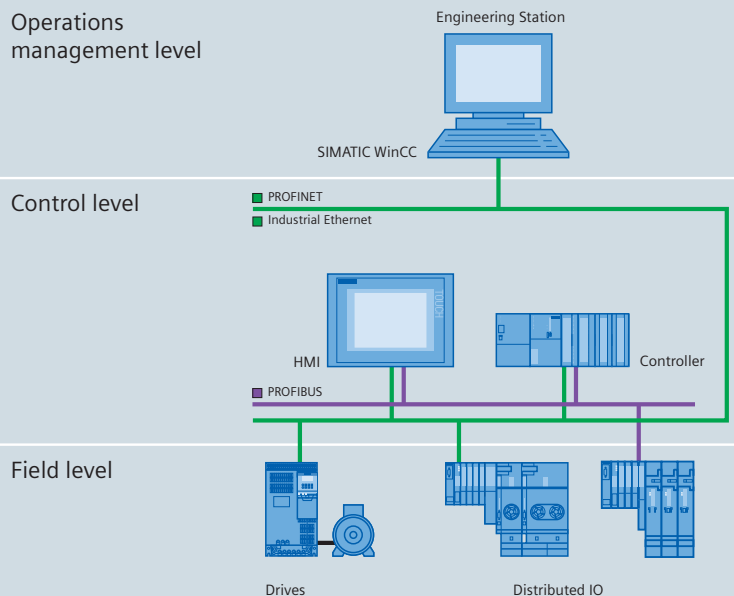 Operations
management level
Engineering Station
SIMATIC WinCC
Control level
PROFINET
Industrial Ethernet
TOUCH
HMI
Controller
PROFIBUS
Field level
Drives
Distributed IO